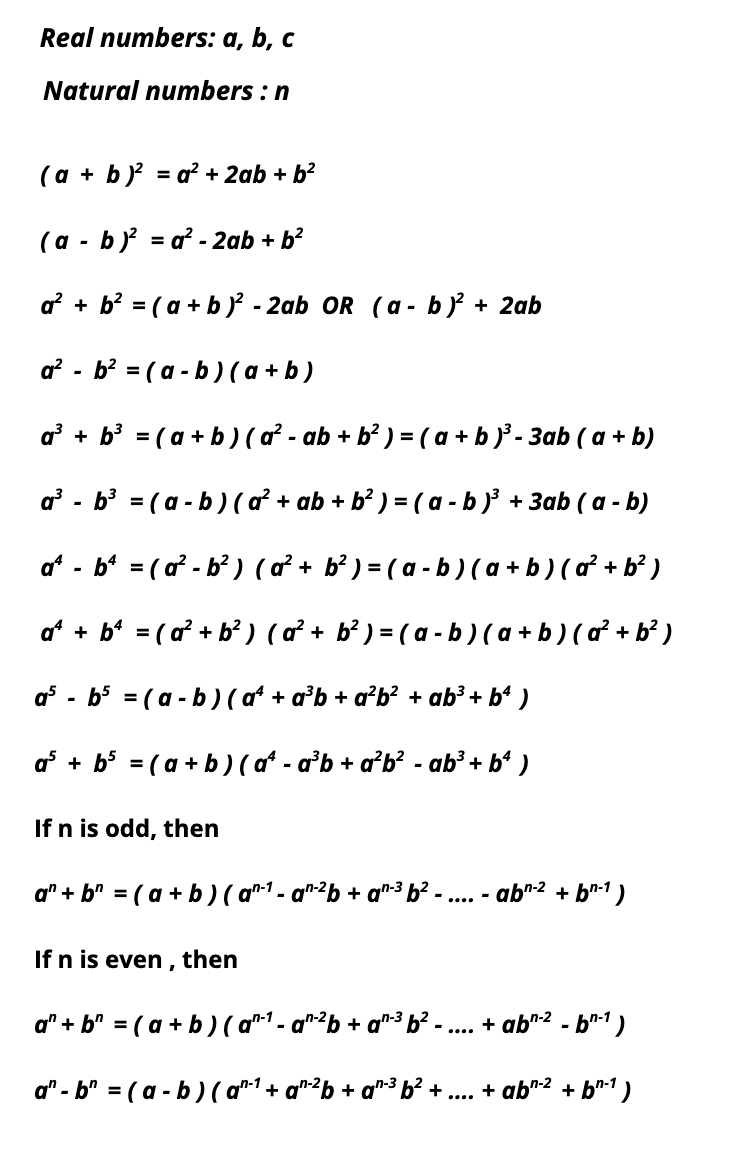 Real numbers: a, b, c
Natural numbers : n
( a + b )² = a² + 2ab + b²
( a - b )² = a² - 2ab + b²
a² + b² = ( a + b )² - 2ab OR ( a - b )² + 2ab
a² - b² = ( a - b ) ( a + b )
a³ + b³ = ( a + b ) ( a² - ab + b² ) = ( a + b )³ - 3ab ( a + b)
a³ - b³ = ( a - b ) ( a² + ab + b² ) = ( a - b )³ + 3ab ( a - b)
a⁴ - b⁴ = ( a² - b² ) ( a² + b² ) = ( a - b ) ( a + b ) ( a² + b² )
a⁴ + b⁴ = ( a² + b² ) ( a² + b² ) = ( a - b ) ( a + b ) ( a² + b² )
a⁵ - b⁵ = ( a - b ) ( a⁴ + a³b + a²b² + ab³ + b⁴ )
a⁵ + b⁵ = ( a + b ) ( a⁴ - a³b + a²b² - ab³ + b⁴ )
If n is odd, then
aⁿ + bⁿ = ( a + b ) ( aⁿ⁻¹ - aⁿ⁻²b + aⁿ⁻³ b² - .... - abⁿ⁻² + bⁿ⁻¹ )
If n is even , then
aⁿ + bⁿ = ( a + b ) ( aⁿ⁻¹ - aⁿ⁻²b + aⁿ⁻³ b² - .... + abⁿ⁻² - bⁿ⁻¹ )
aⁿ - bⁿ = ( a - b ) ( aⁿ⁻¹ + aⁿ⁻²b + aⁿ⁻³ b² + .... + abⁿ⁻² + bⁿ⁻¹ )